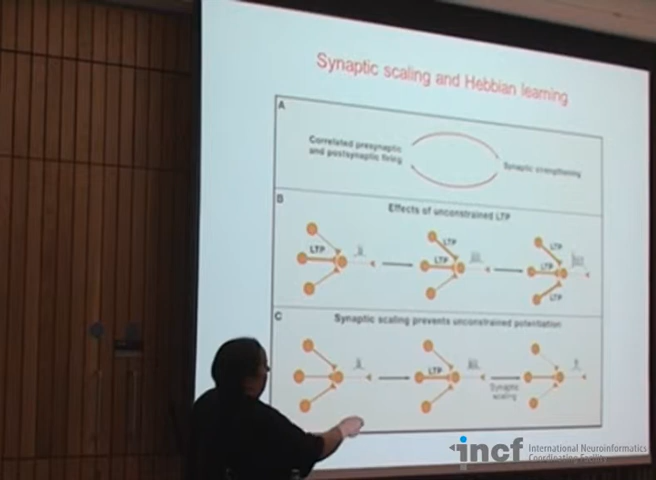 Synaptic scaling and Hebbian learning
A
Correlated presynaptic
and postsynaptic firing
Synaptic strengthening
B
Effects of unconstrained LTP
LTP
LTP
LTP
LTP
LTP
LTP
C
Synaptic scaling prevents unconstrained potentiation
LTP
Synaptic
scaling
incf
International Neuroinformatics
Coordinating Facility